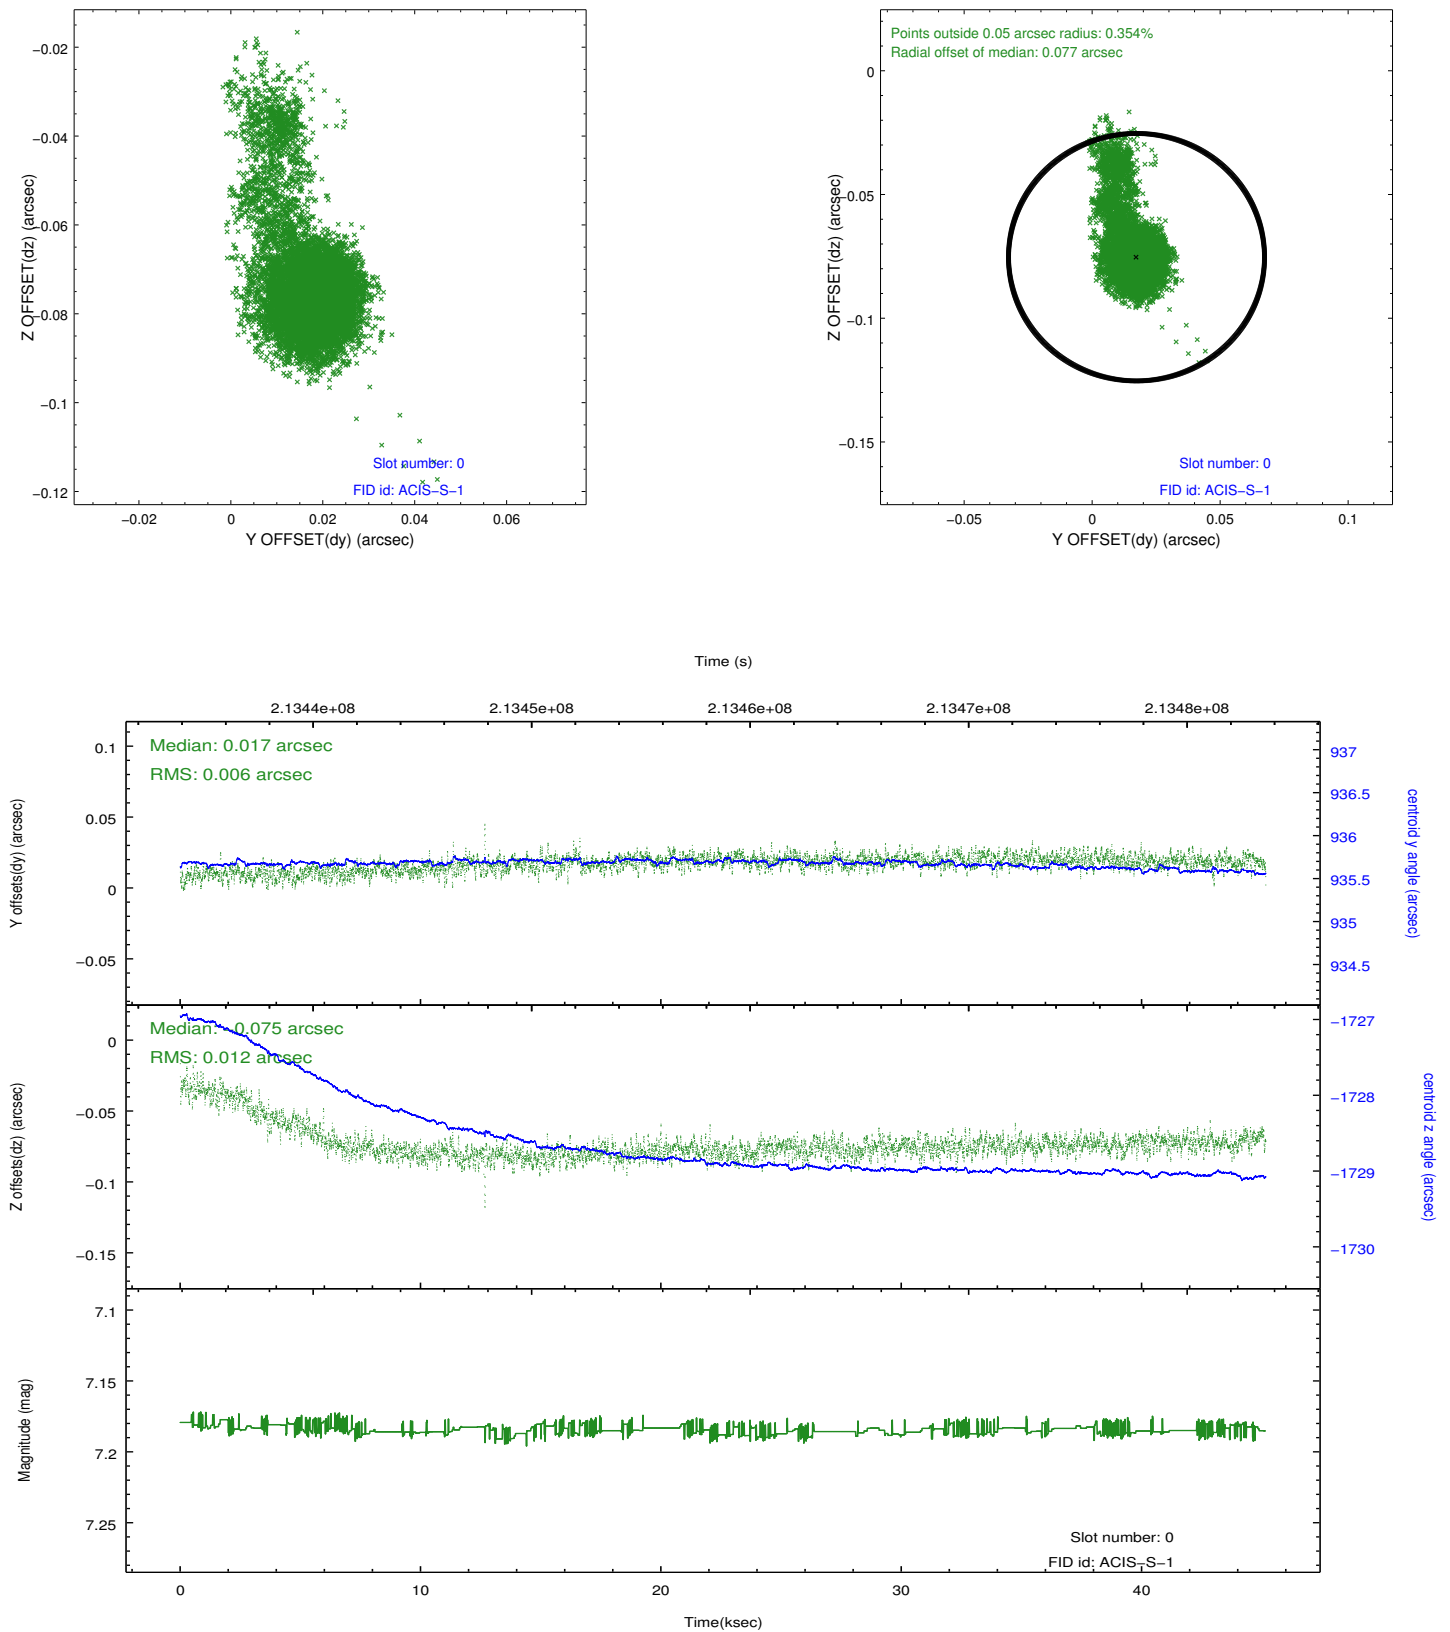 −0.02
−0.04
−0.06
−0.08
−0.1
−0.12
Z OFFSET(dz) (arcsec)
Slot number: 0
FID id: ACIS−S−1
−0.02
0
0.02
0.04
0.06
Y OFFSET(dy) (arcsec)
Points outside 0.05 arcsec radius: 0.354%
Radial offset of median: 0.077 arcsec
0
−0.05
−0.1
−0.15
Z OFFSET(dz) (arcsec)
Slot number: 0
FID id: ACIS−S−1
−0.05
0
0.05
0.1
Y OFFSET(dy) (arcsec)
Time (s)
2.1344e+08
2.1345e+08
2.1346e+08
2.1347e+08
2.1348e+08
Median: 0.017 arcsec
RMS: 0.006 arcsec
0.1
0.05
0
−0.05
Y offsets(dy) (arcsec)
937
936.5
936
935.5
935
934.5
centroid y angle (arcsec)
Median: −0.075 arcsec
RMS: 0.012 arcsec
0
−0.05
−0.1
−0.15
Z offsets(dz) (arcsec)
−1727
−1728
−1729
−1730
centroid z angle (arcsec)
7.1
7.15
7.2
7.25
Magnitude (mag)
Slot number: 0
FID id: ACIS−S−1
0
10
20
30
40
Time(ksec)